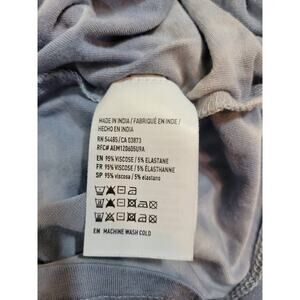 MADE IN INDIA / FABRIQUÉ EN INDE /
HECHO EN INDIA
RN 54485 / CA 03873
RFC# AEM120605U9A
EN 95% VISCOSE / 5% ELASTANE
FR 95% VISCOSE / 5% ÉLASTHANNE
SP 95% viscosa / 5% elastano
EN MACHINE WASH COLD